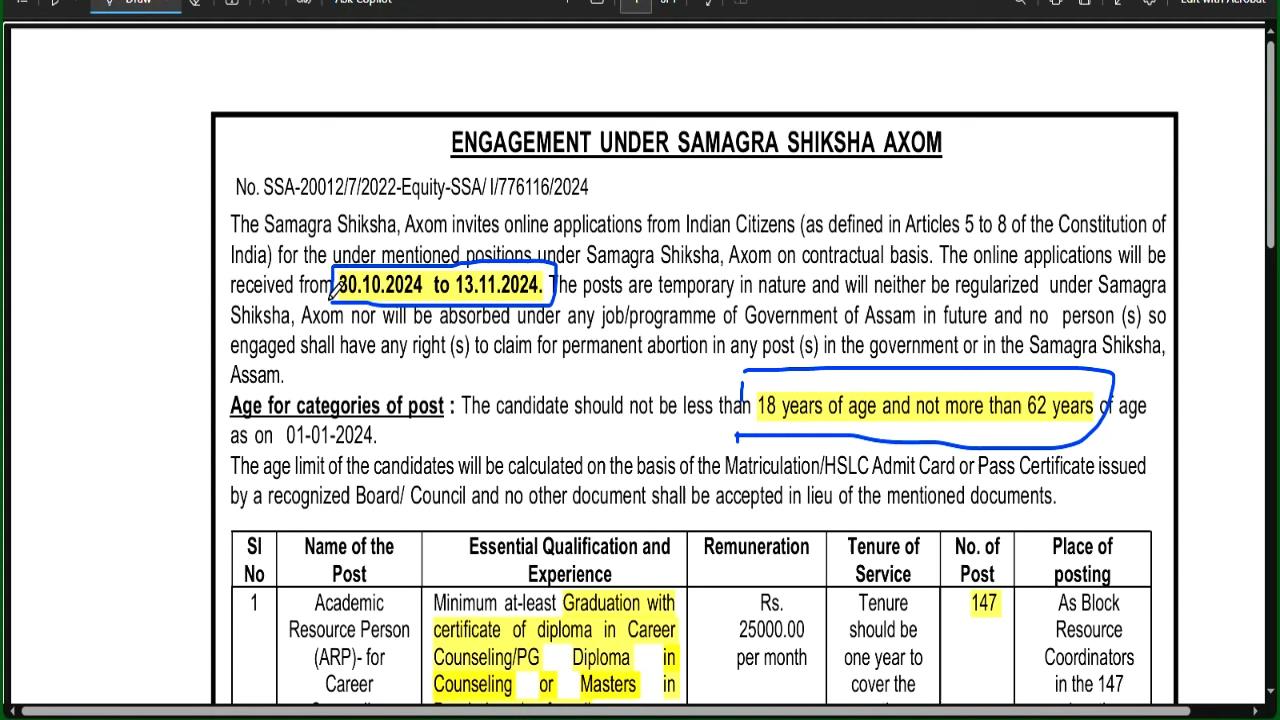 Draw
Ask Copilot
Edit with Acrobat
ENGAGEMENT UNDER SAMAGRA SHIKSHA AXOM
No. SSA-20012/7/2022-Equity-SSA/ I/776116/2024
The Samagra Shiksha, Axom invites online applications from Indian Citizens (as defined in Articles 5 to 8 of the Constitution of
India) for the under mentioned positions under Samagra Shiksha, Axom on contractual basis. The online applications will be
received from 30.10.2024 to 13.11.2024. The posts are temporary in nature and will neither be regularized under Samagra
Shiksha, Axom nor will be absorbed under any job/programme of Government of Assam in future and no person (s) so
engaged shall have any right (s) to claim for permanent abortion in any post (s) in the government or in the Samagra Shiksha,
Assam.
Age for categories of post : The candidate should not be less than 18 years of age and not more than 62 years of age
as on 01-01-2024.
The age limit of the candidates will be calculated on the basis of the Matriculation/HSLC Admit Card or Pass Certificate issued
by a recognized Board/ Council and no other document shall be accepted in lieu of the mentioned documents.
Sl No | Name of the Post | Essential Qualification and Experience | Remuneration | Tenure of Service | No. of Post | Place of posting
1 Academic Minimum at-least Graduation with Rs. Tenure 147 As Block
Resource Person certificate of diploma in Career 25000.00 should be Resource
(ARP)- for Counseling/PG Diploma in per month one year to Coordinators
Career Counseling or Masters in cover the in the 147